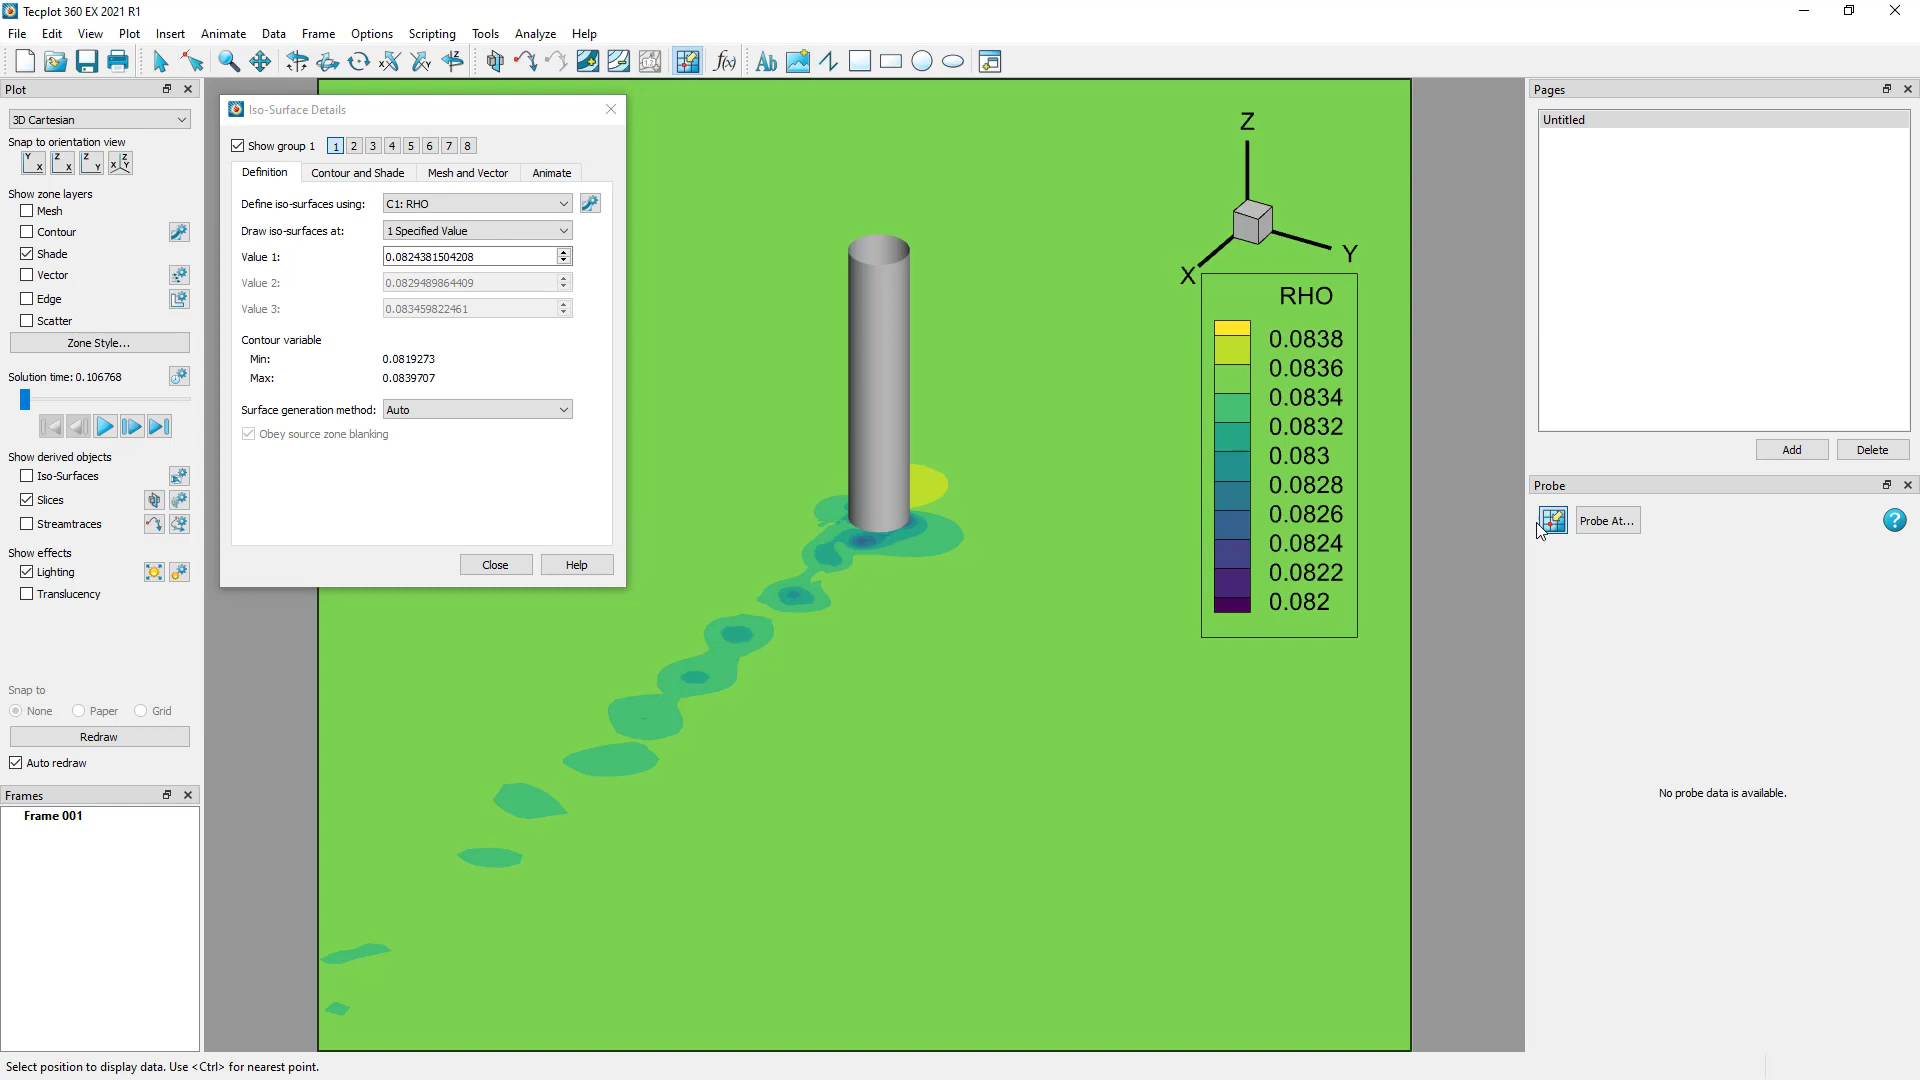 Tecplot 360 EX 2021 R1
File Edit View Plot Insert Animate Data Frame Options Scripting Tools Analyze Help
Plot
3D Cartesian
Snap to orientation view
Y X Z X Z Y X Z Y
Show zone layers
Mesh
Contour
Shade
Vector
Edge
Scatter
Zone Style...
Solution time: 0.106768
Show derived objects
Iso-Surfaces
Slices
Streamtraces
Show effects
Lighting
Translucency
Snap to
None Paper Grid
Redraw
Auto redraw
Frames
Frame 001
Iso-Surface Details
Show group 1 1 2 3 4 5 6 7 8
Definition Contour and Shade Mesh and Vector Animate
Define iso-surfaces using: C1: RHO
Draw iso-surfaces at: 1 Specified Value
Value 1: 0.0824381504208
Value 2: 0.0829489864409
Value 3: 0.083459822461
Contour variable
Min: 0.0819273
Max: 0.0839707
Surface generation method: Auto
Obey source zone blanking
Close Help
Z
Y
X
RHO
0.0838
0.0836
0.0834
0.0832
0.083
0.0828
0.0826
0.0824
0.0822
0.082
Pages
Untitled
Add Delete
Probe
Probe At... ?
No probe data is available.
Select position to display data. Use <Ctrl> for nearest point.